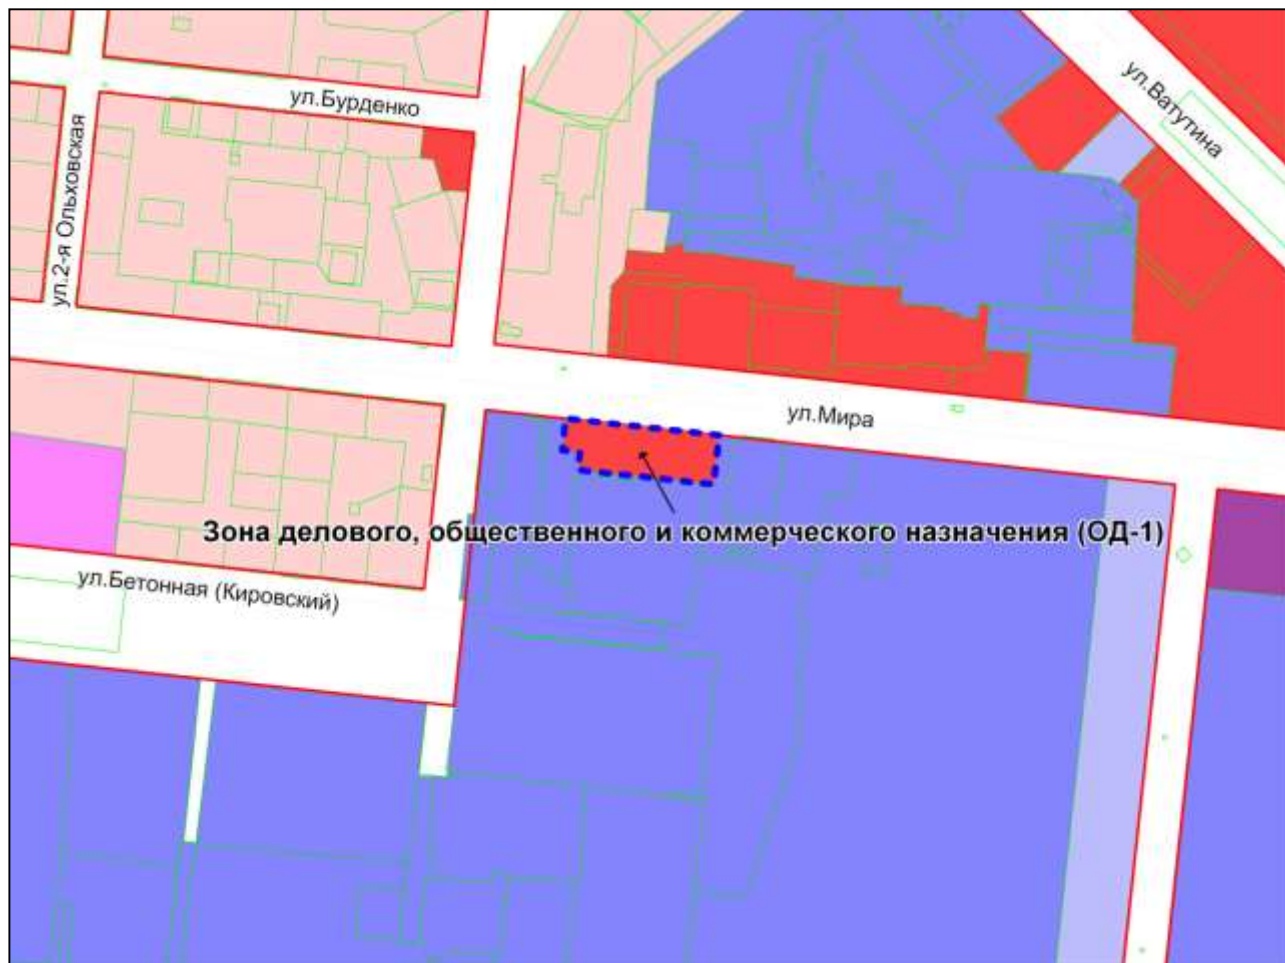 ул.Бурденко
ул.Ватутина
ул.2-я Ольховская
ул.Мира
Зона делового, общественного и коммерческого назначения (ОД-1)
ул.Бетонная (Кировский)